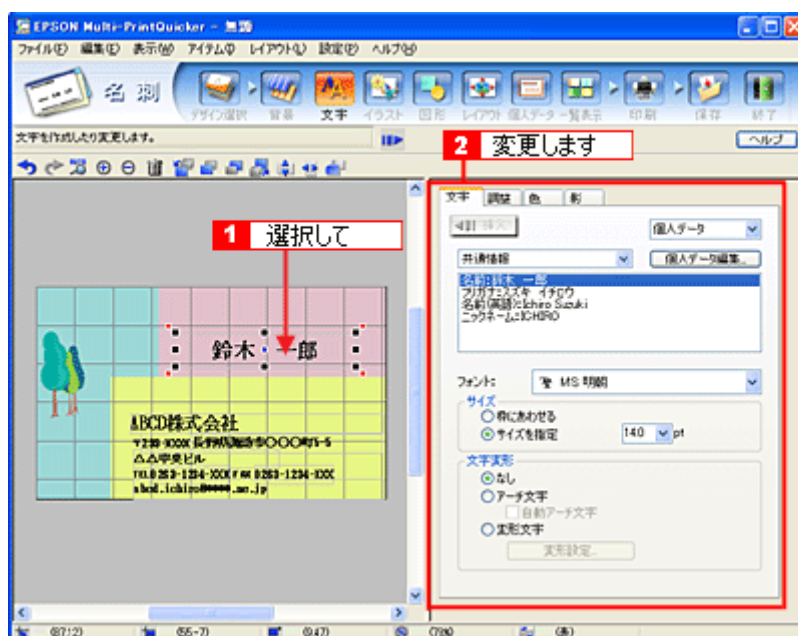 EPSON Multi-PrintQuicker - 無題
ファイル(F) 編集(E) 表示(W) アイテム(I) レイアウト(L) 設定(P) ヘルプ(H)
名刺
デザイン選択 背景 文字 イラスト 図形 レイアウト 個人データ 一覧表示 印刷 保存 終了
文字を作成したり変更します。
ヘルプ
2 変更します
文字 調整 色 影
個人データ
1 選択して
共通情報 個人データ編集...
名前:鈴木 一郎
フリガナ:スズキ イチロウ
名前(英語):Ichiro Suzuki
ニックネーム:ICHIRO
鈴木 一郎
フォント: MS 明朝
サイズ
枠にあわせる
サイズを指定 14.0 pt
ABCD株式会社
△△中央ビル
文字変形
なし
アーチ文字
自動アーチ文字
変形文字
変形設定...